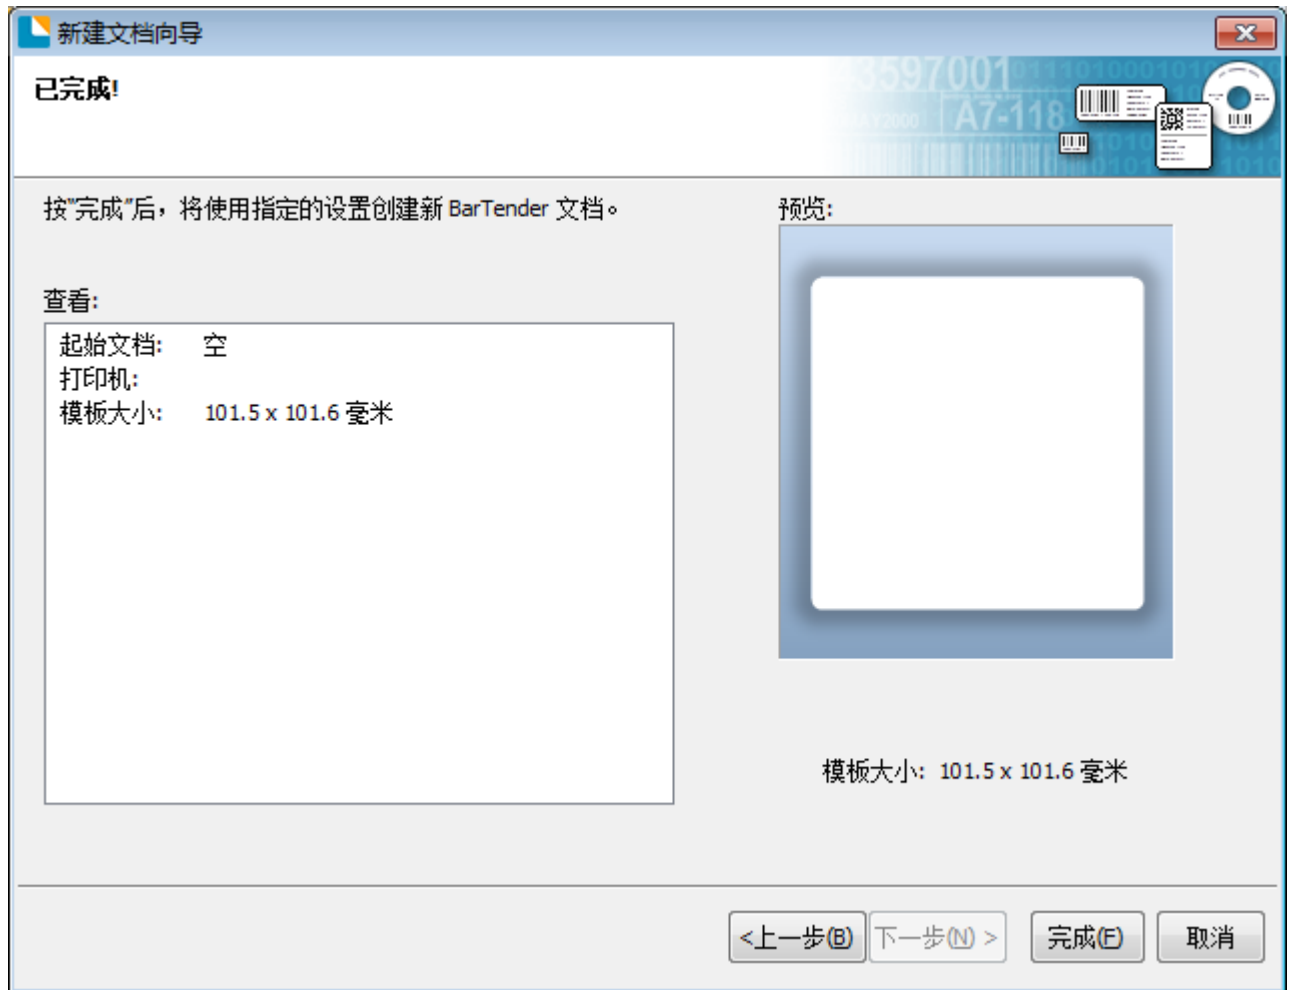 新建文档向导
已完成!
3597001
A7-118
按"完成"后，将使用指定的设置创建新 BarTender 文档。
预览:
查看:
起始文档: 空
打印机:
模板大小: 101.5 x 101.6 毫米
模板大小: 101.5 x 101.6 毫米
<上一步(B)
下一步(N) >
完成(F)
取消